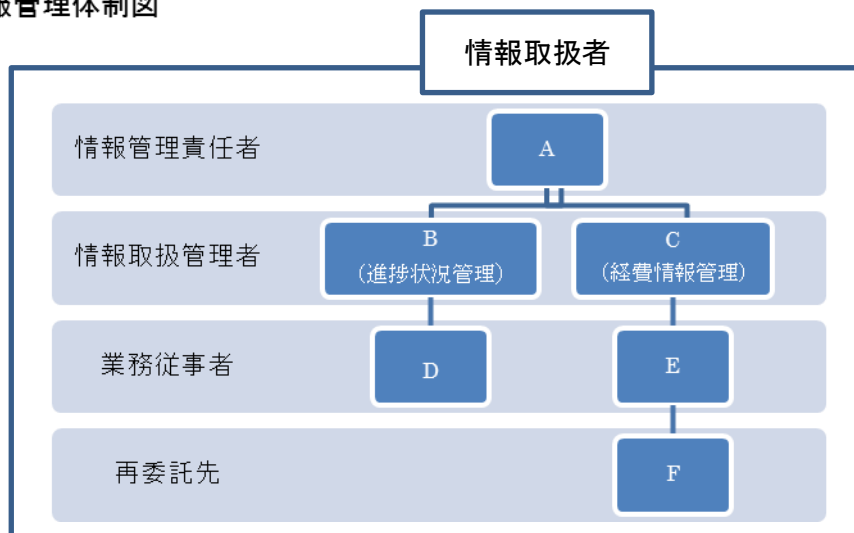 報管理体制図
情報取扱者
情報管理責任者
A
情報取扱管理者
B
（進捗状況管理）
C
（経費情報管理）
業務従事者
D
E
再委託先
F